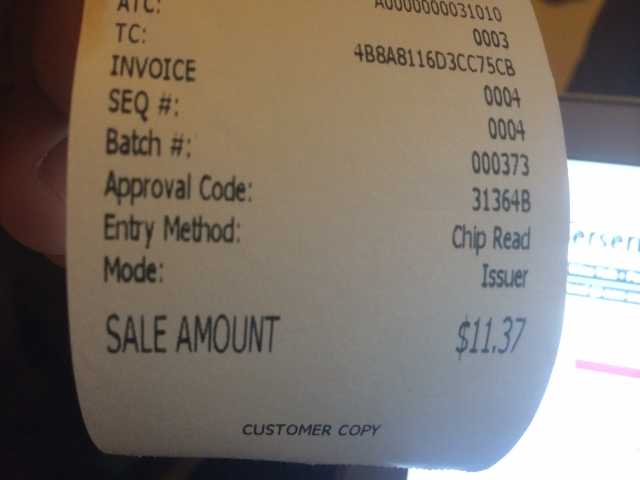 ATC: A0000000031010
TC: 0003
INVOICE 4B8A8116D3CC75CB
SEQ #: 0004
Batch #: 0004
Approval Code: 000373
Entry Method: 31364B
Mode: Chip Read
Issuer
SALE AMOUNT $11.37
CUSTOMER COPY